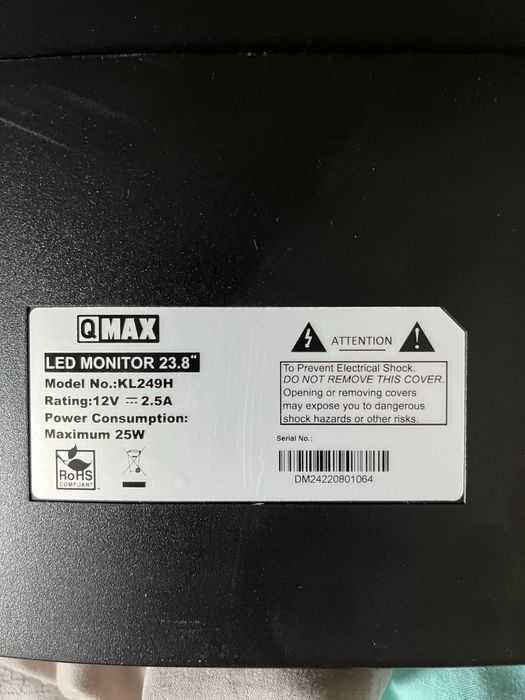 QMAX
LED MONITOR 23.8"
Model No.:KL249H
Rating:12V ⎓ 2.5A
Power Consumption:
Maximum 25W
RoHS
COMPLIANT
ATTENTION
To Prevent Electrical Shock.
DO NOT REMOVE THIS COVER.
Opening or removing covers
may expose you to dangerous
shock hazards or other risks.
Serial No.:
DM24220801064